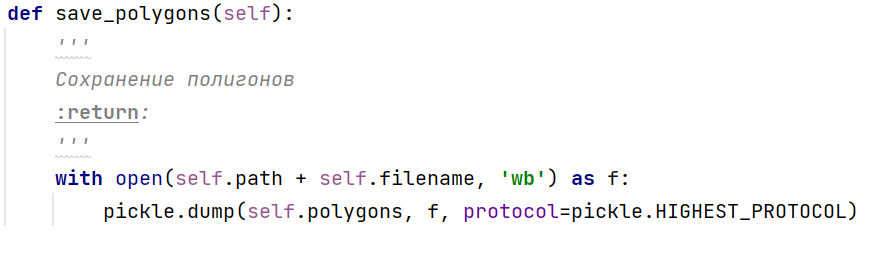 def save_polygons(self):
    '''
    Сохранение полигонов
    :return:
    '''
    with open(self.path + self.filename, 'wb') as f:
        pickle.dump(self.polygons, f, protocol=pickle.HIGHEST_PROTOCOL)